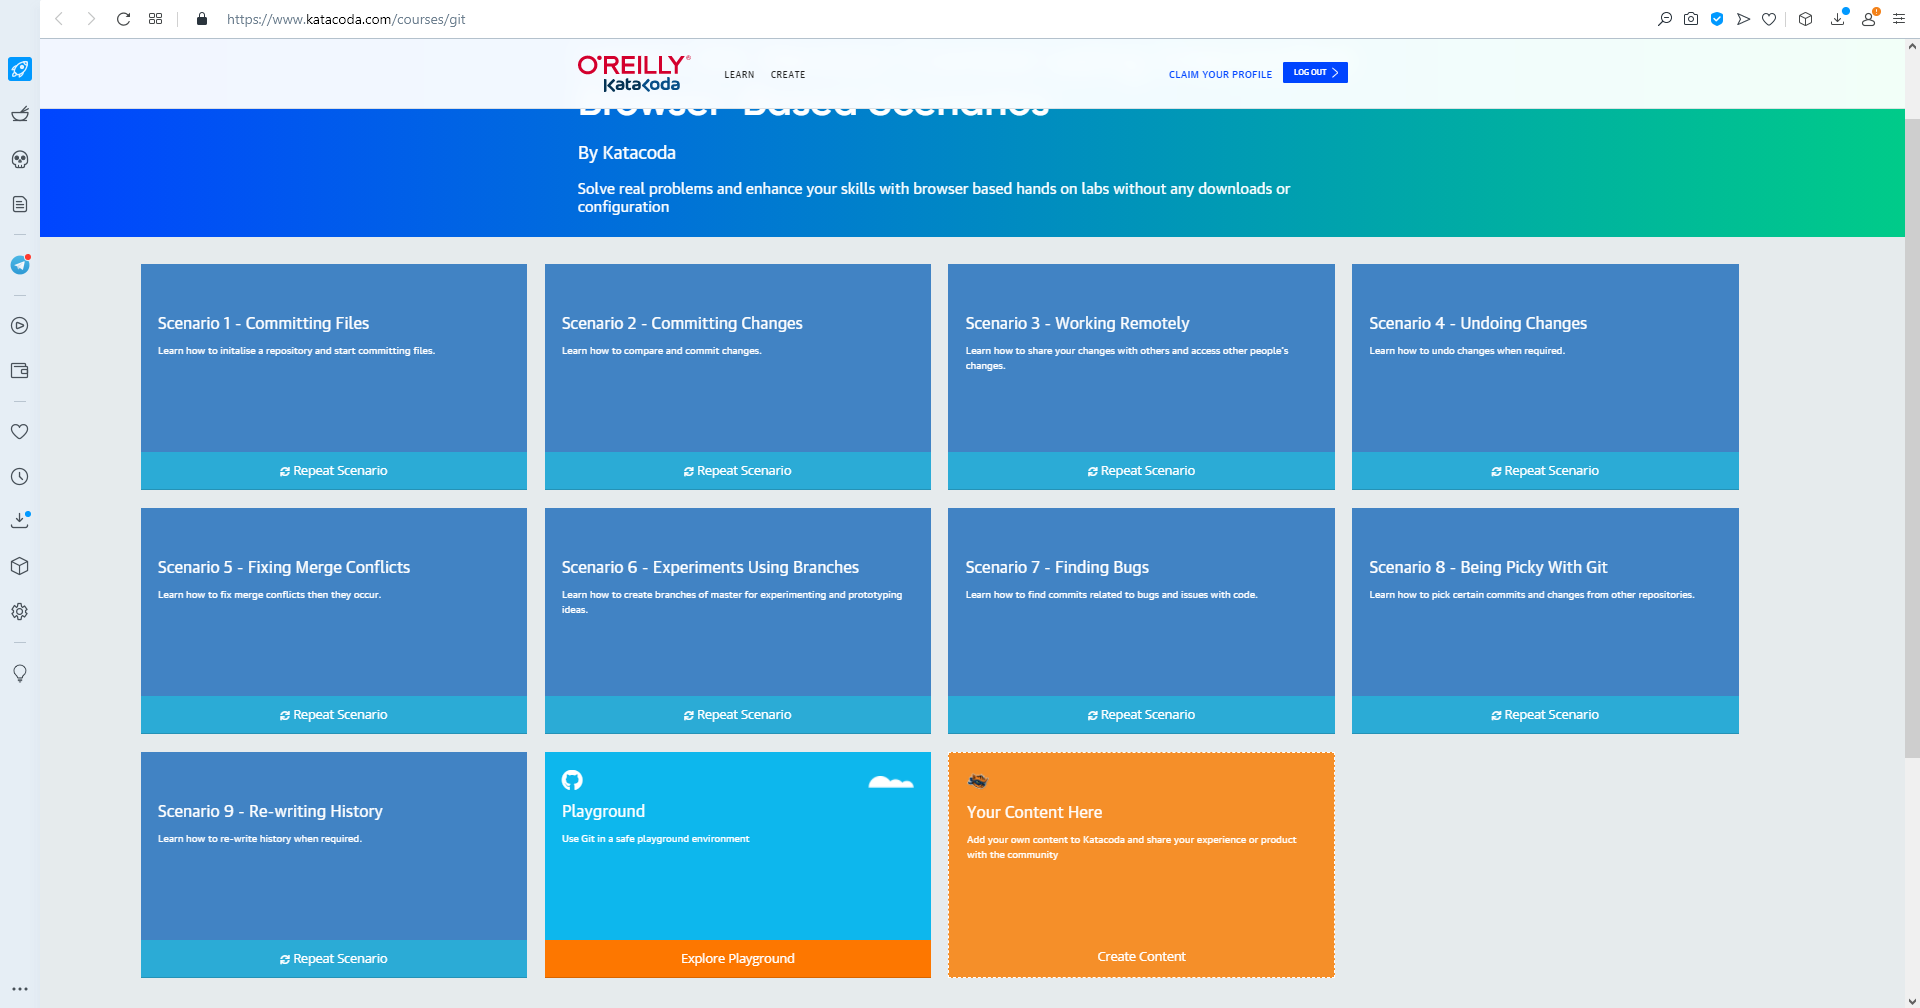 https://www.katacoda.com/courses/git
O'REILLY®
Katacoda
LEARN
CREATE
CLAIM YOUR PROFILE
LOG OUT
Browser-Based Scenarios
By Katacoda
Solve real problems and enhance your skills with browser based hands on labs without any downloads or
configuration
Scenario 1 - Committing Files
Learn how to initalise a repository and start committing files.
Repeat Scenario
Scenario 2 - Committing Changes
Learn how to compare and commit changes.
Repeat Scenario
Scenario 3 - Working Remotely
Learn how to share your changes with others and access other people's
changes.
Repeat Scenario
Scenario 4 - Undoing Changes
Learn how to undo changes when required.
Repeat Scenario
Scenario 5 - Fixing Merge Conflicts
Learn how to fix merge conflicts then they occur.
Repeat Scenario
Scenario 6 - Experiments Using Branches
Learn how to create branches of master for experimenting and prototyping
ideas.
Repeat Scenario
Scenario 7 - Finding Bugs
Learn how to find commits related to bugs and issues with code.
Repeat Scenario
Scenario 8 - Being Picky With Git
Learn how to pick certain commits and changes from other repositories.
Repeat Scenario
Scenario 9 - Re-writing History
Learn how to re-write history when required.
Repeat Scenario
Playground
Use Git in a safe playground environment
Explore Playground
Your Content Here
Add your own content to Katacoda and share your experience or product
with the community
Create Content